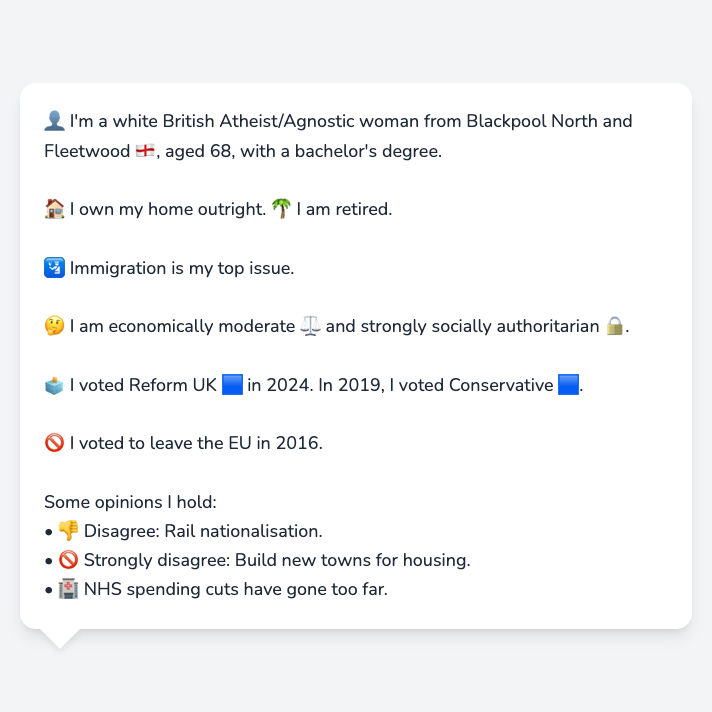 👤 I'm a white British Atheist/Agnostic woman from Blackpool North and
Fleetwood 🏴󠁧󠁢󠁥󠁮󠁧󠁿, aged 68, with a bachelor's degree.
🏠 I own my home outright. 🌴 I am retired.
🛂 Immigration is my top issue.
🤔 I am economically moderate ⚖️ and strongly socially authoritarian 🔒.
🗳️ I voted Reform UK 🟦 in 2024. In 2019, I voted Conservative 🟦.
🚫 I voted to leave the EU in 2016.
Some opinions I hold:
• 👎 Disagree: Rail nationalisation.
• 🚫 Strongly disagree: Build new towns for housing.
• 🏥 NHS spending cuts have gone too far.